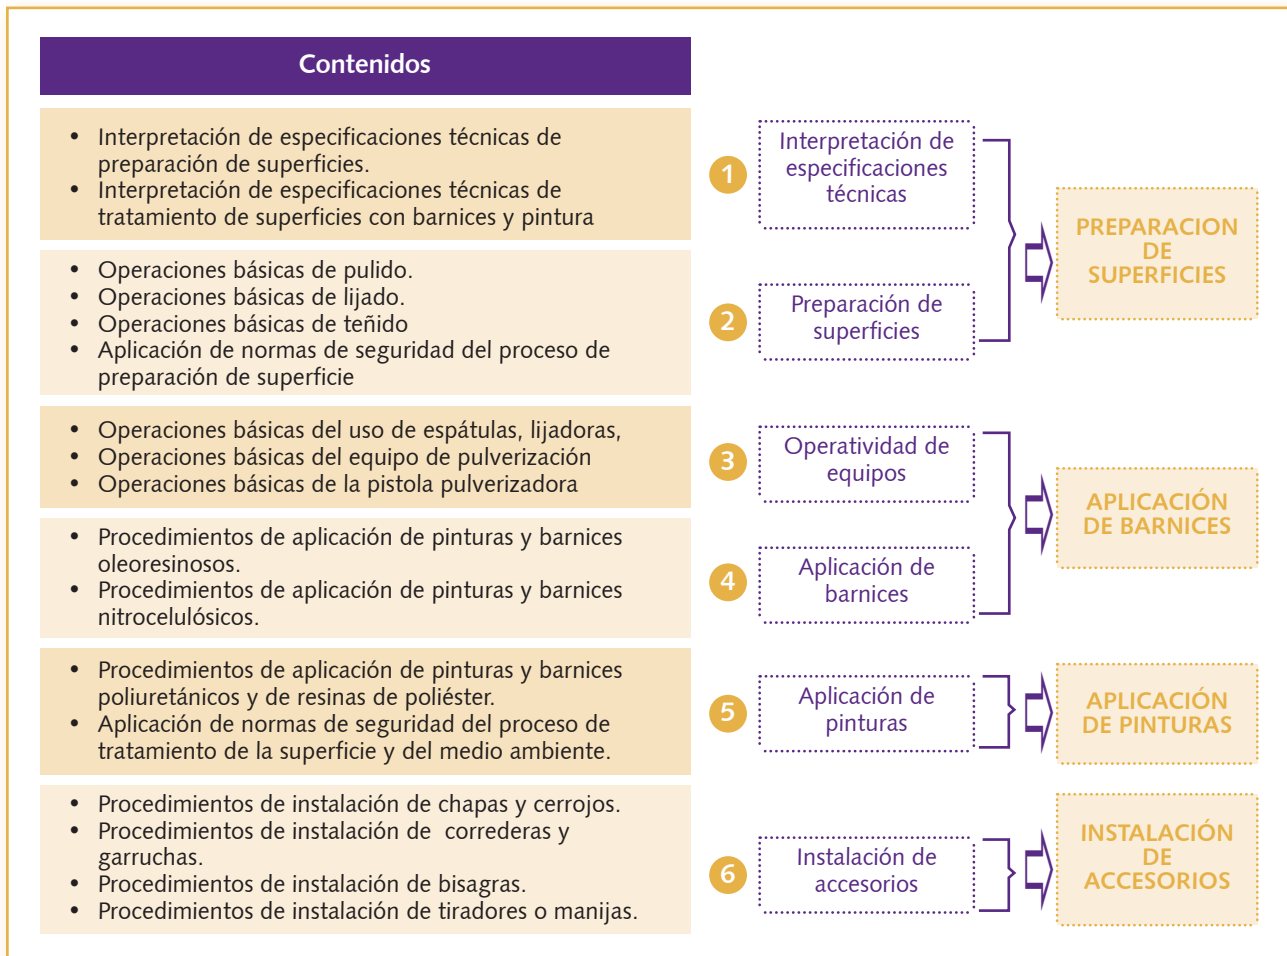 Contenidos
• Interpretación de especificaciones técnicas de
preparación de superficies.
• Interpretación de especificaciones técnicas de
tratamiento de superficies con barnices y pintura
• Operaciones básicas de pulido.
• Operaciones básicas de lijado.
• Operaciones básicas de teñido
• Aplicación de normas de seguridad del proceso de
preparación de superficie
• Operaciones básicas del uso de espátulas, lijadoras,
• Operaciones básicas del equipo de pulverización
• Operaciones básicas de la pistola pulverizadora
• Procedimientos de aplicación de pinturas y barnices
oleoresinosos.
• Procedimientos de aplicación de pinturas y barnices
nitrocelulósicos.
• Procedimientos de aplicación de pinturas y barnices
poliuretánicos y de resinas de poliéster.
• Aplicación de normas de seguridad del proceso de
tratamiento de la superficie y del medio ambiente.
• Procedimientos de instalación de chapas y cerrojos.
• Procedimientos de instalación de correderas y
garruchas.
• Procedimientos de instalación de bisagras.
• Procedimientos de instalación de tiradores o manijas.
1
Interpretación de
especificaciones
técnicas
2
Preparación de
superficies
PREPARACION
DE
SUPERFICIES
3
Operatividad de
equipos
4
Aplicación de
barnices
APLICACIÓN
DE BARNICES
5
Aplicación de
pinturas
APLICACIÓN
DE PINTURAS
6
Instalación de
accesorios
INSTALACIÓN
DE
ACCESORIOS